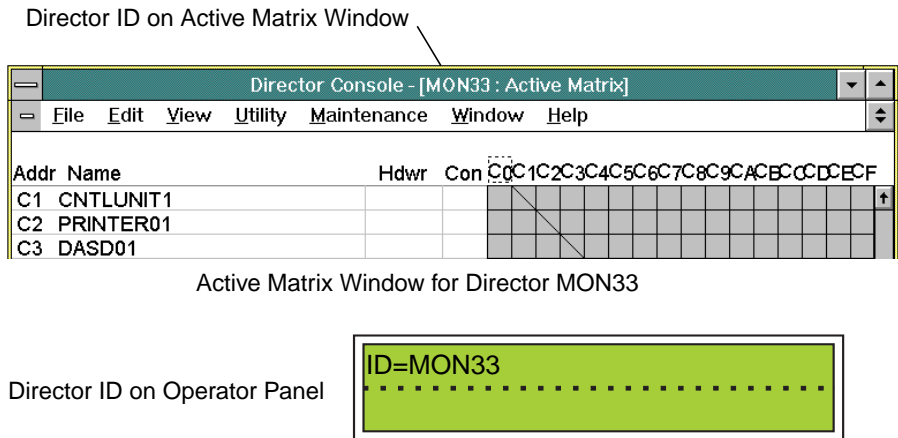 Director ID on Active Matrix Window
Director Console - [MON33 : Active Matrix]
File Edit View Utility Maintenance Window Help
Addr Name Hdwr Con C0 C1 C2 C3 C4 C5 C6 C7 C8 C9 CA CB CC CD CE CF
C1 CNTLUNIT1
C2 PRINTER01
C3 DASD01
Active Matrix Window for Director MON33
ID=MON33
Director ID on Operator Panel